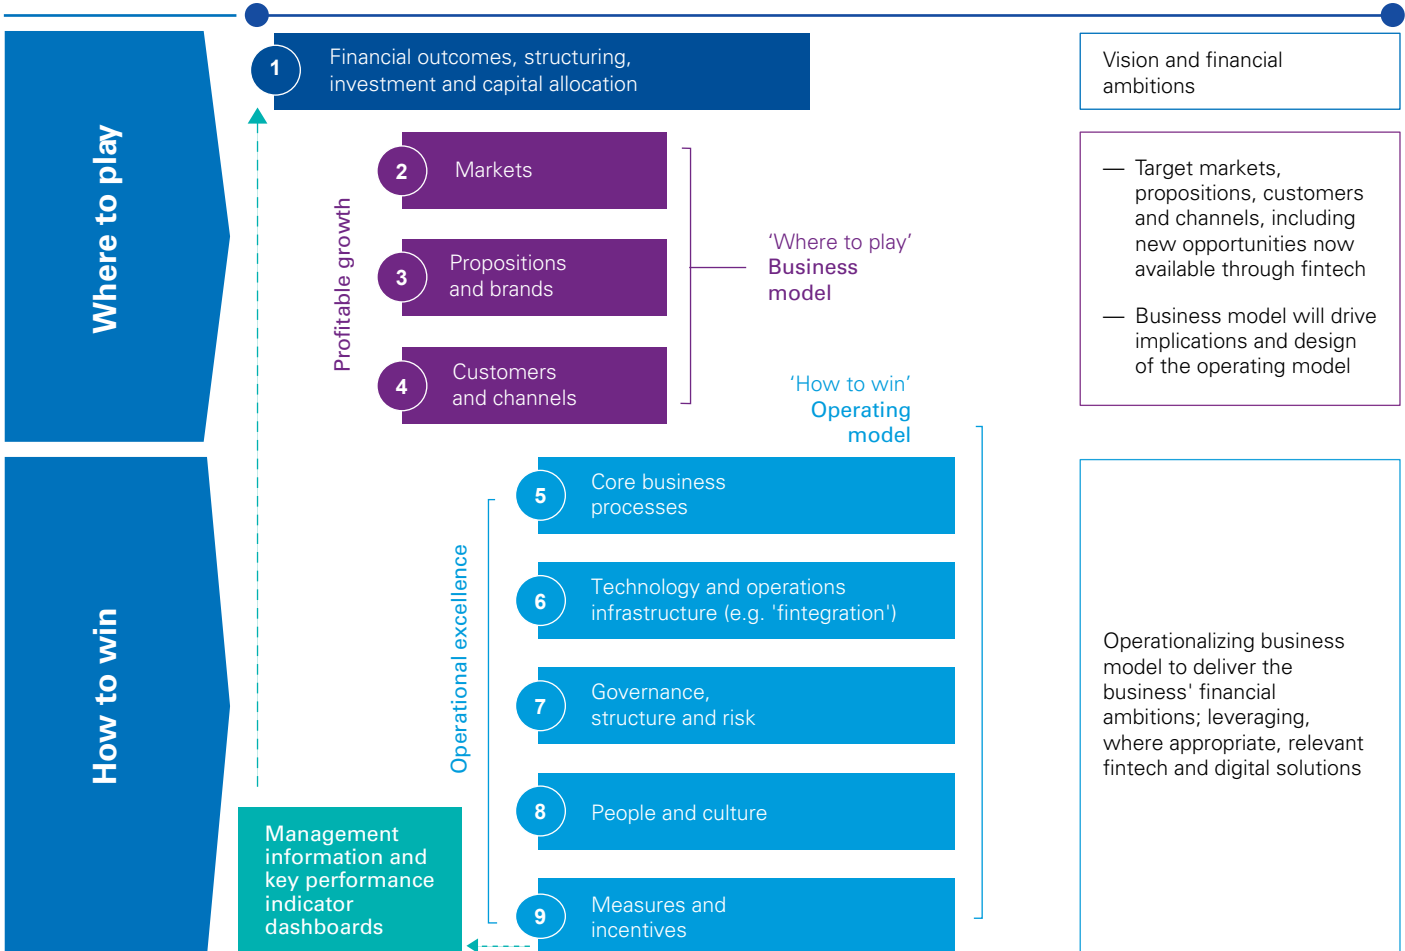 Where to play
1
Financial outcomes, structuring,
investment and capital allocation
Vision and financial
ambitions
Profitable growth
2
Markets
3
Propositions
and brands
4
Customers
and channels
'Where to play'
Business
model
— Target markets,
propositions, customers
and channels, including
new opportunities now
available through fintech
— Business model will drive
implications and design
of the operating model
How to win
'How to win'
Operating
model
Operational excellence
5
Core business
processes
6
Technology and operations
infrastructure (e.g. 'fintegration')
7
Governance,
structure and risk
8
People and culture
9
Measures and
incentives
Management
information and
key performance
indicator
dashboards
Operationalizing business
model to deliver the
business' financial
ambitions; leveraging,
where appropriate, relevant
fintech and digital solutions